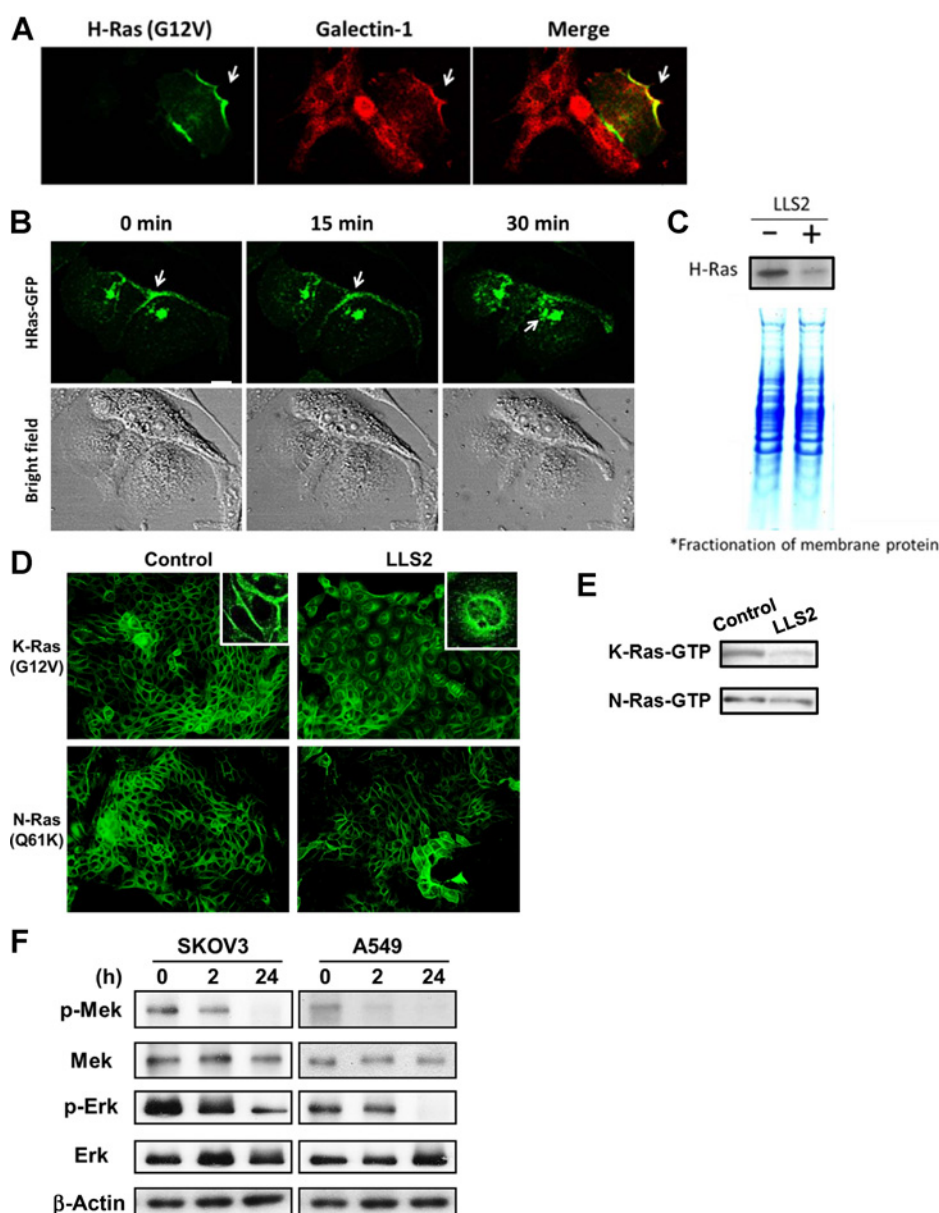 A
H-Ras (G12V) Galectin-1 Merge
B
0 min 15 min 30 min
HRas-GFP
Bright field
C
LLS2
− +
H-Ras
*Fractionation of membrane protein
D
Control LLS2
K-Ras
(G12V)
N-Ras
(Q61K)
E
Control LLS2
K-Ras-GTP
N-Ras-GTP
F
SKOV3 A549
(h) 0 2 24 0 2 24
p-Mek
Mek
p-Erk
Erk
β-Actin